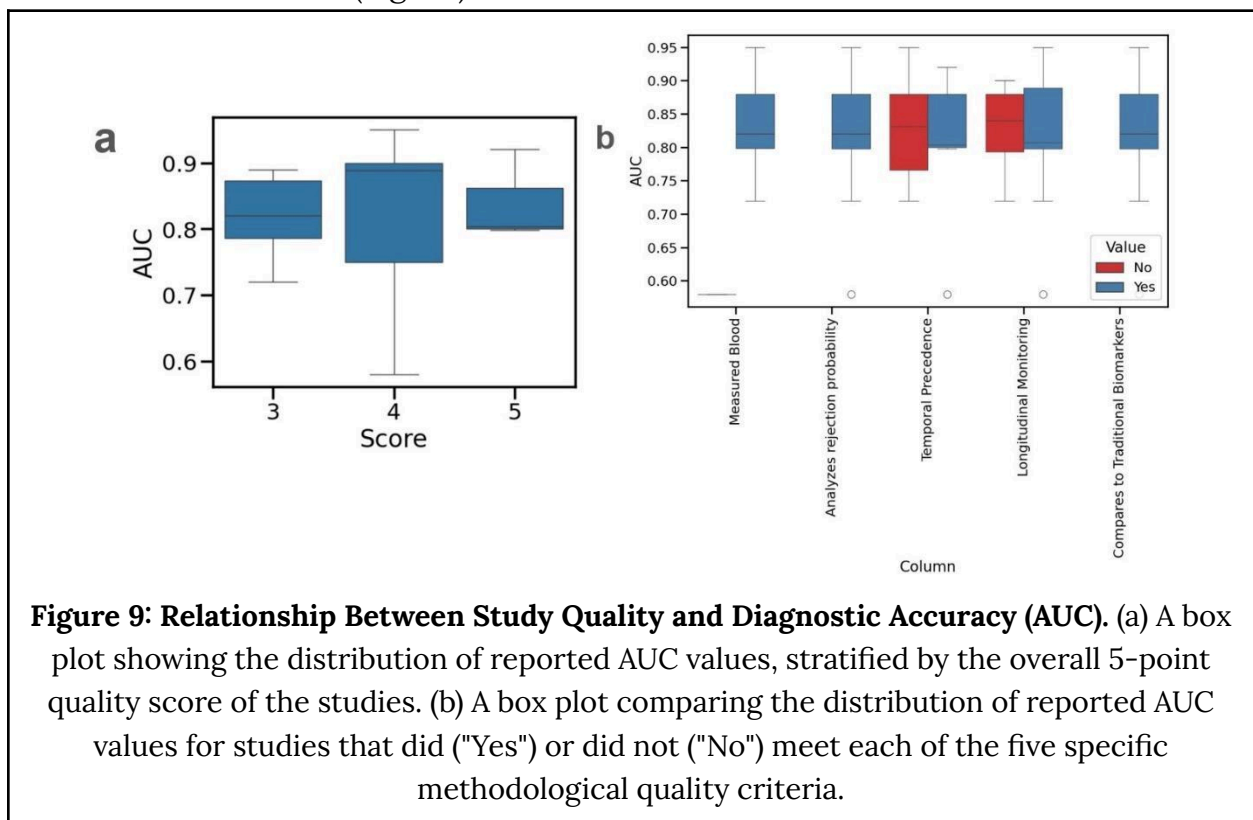 a
AUC
0.9
0.8
0.7
0.6
3
4
5
Score
b
AUC
0.95
0.90
0.85
0.80
0.75
0.70
0.65
0.60
Value
No
Yes
Measured Blood
Analyzes rejection probability
Temporal Precedence
Longitudinal Monitoring
Compares to Traditional Biomarkers
Column
Figure 9: Relationship Between Study Quality and Diagnostic Accuracy (AUC). (a) A box
plot showing the distribution of reported AUC values, stratified by the overall 5-point
quality score of the studies. (b) A box plot comparing the distribution of reported AUC
values for studies that did ("Yes") or did not ("No") meet each of the five specific
methodological quality criteria.